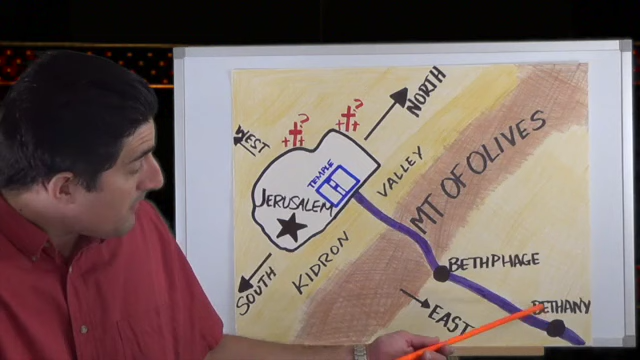 NORTH
WEST
? ?
TEMPLE
JERUSALEM
KIDRON VALLEY
MT OF OLIVES
SOUTH
BETHPHAGE
EAST
BETHANY